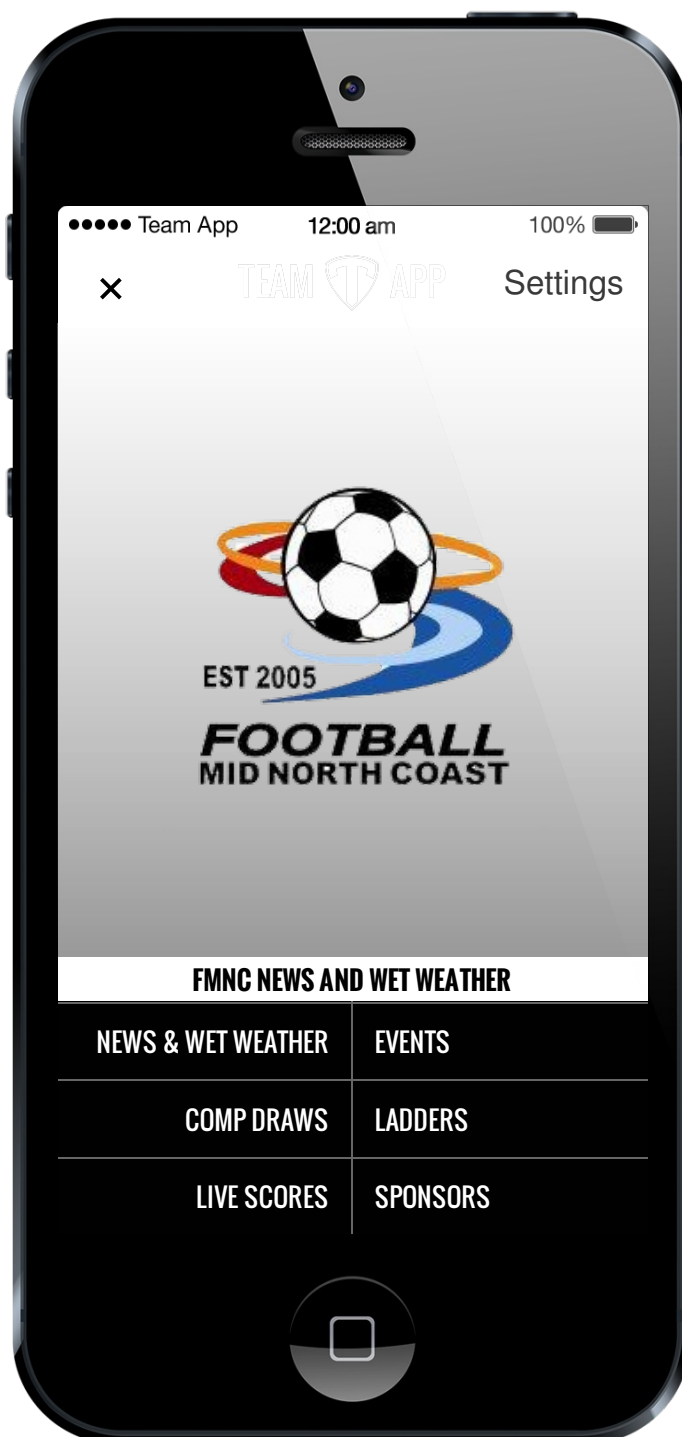 Team App 12:00 am 100%
× TEAM T APP Settings
EST 2005
FOOTBALL
MID NORTH COAST
FMNC NEWS AND WET WEATHER
NEWS & WET WEATHER EVENTS
COMP DRAWS LADDERS
LIVE SCORES SPONSORS